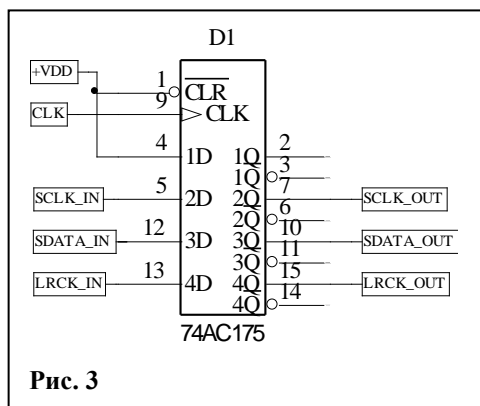 D1
+VDD
1
CLR
CLK
9
CLK
4
1D
1Q
2
1Q
3
SCLK_IN
5
2D
2Q
7
SCLK_OUT
2Q
6
SDATA_IN
12
3D
3Q
10
SDATA_OUT
3Q
11
LRCK_IN
13
4D
4Q
15
LRCK_OUT
4Q
14
74AC175
Рис. 3